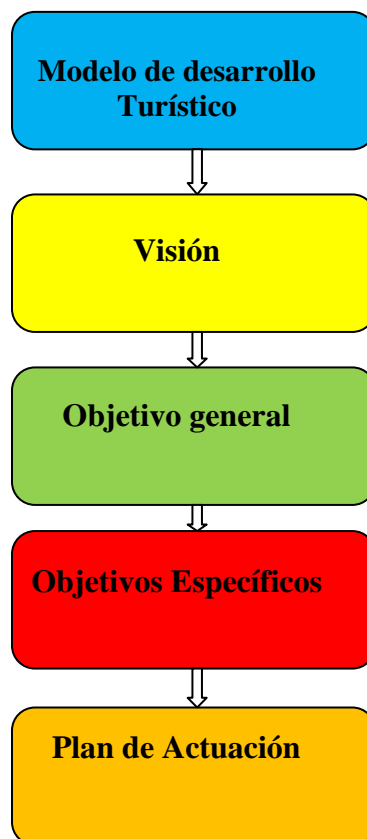 Modelo de desarrollo
Turístico
Visión
Objetivo general
Objetivos Específicos
Plan de Actuación